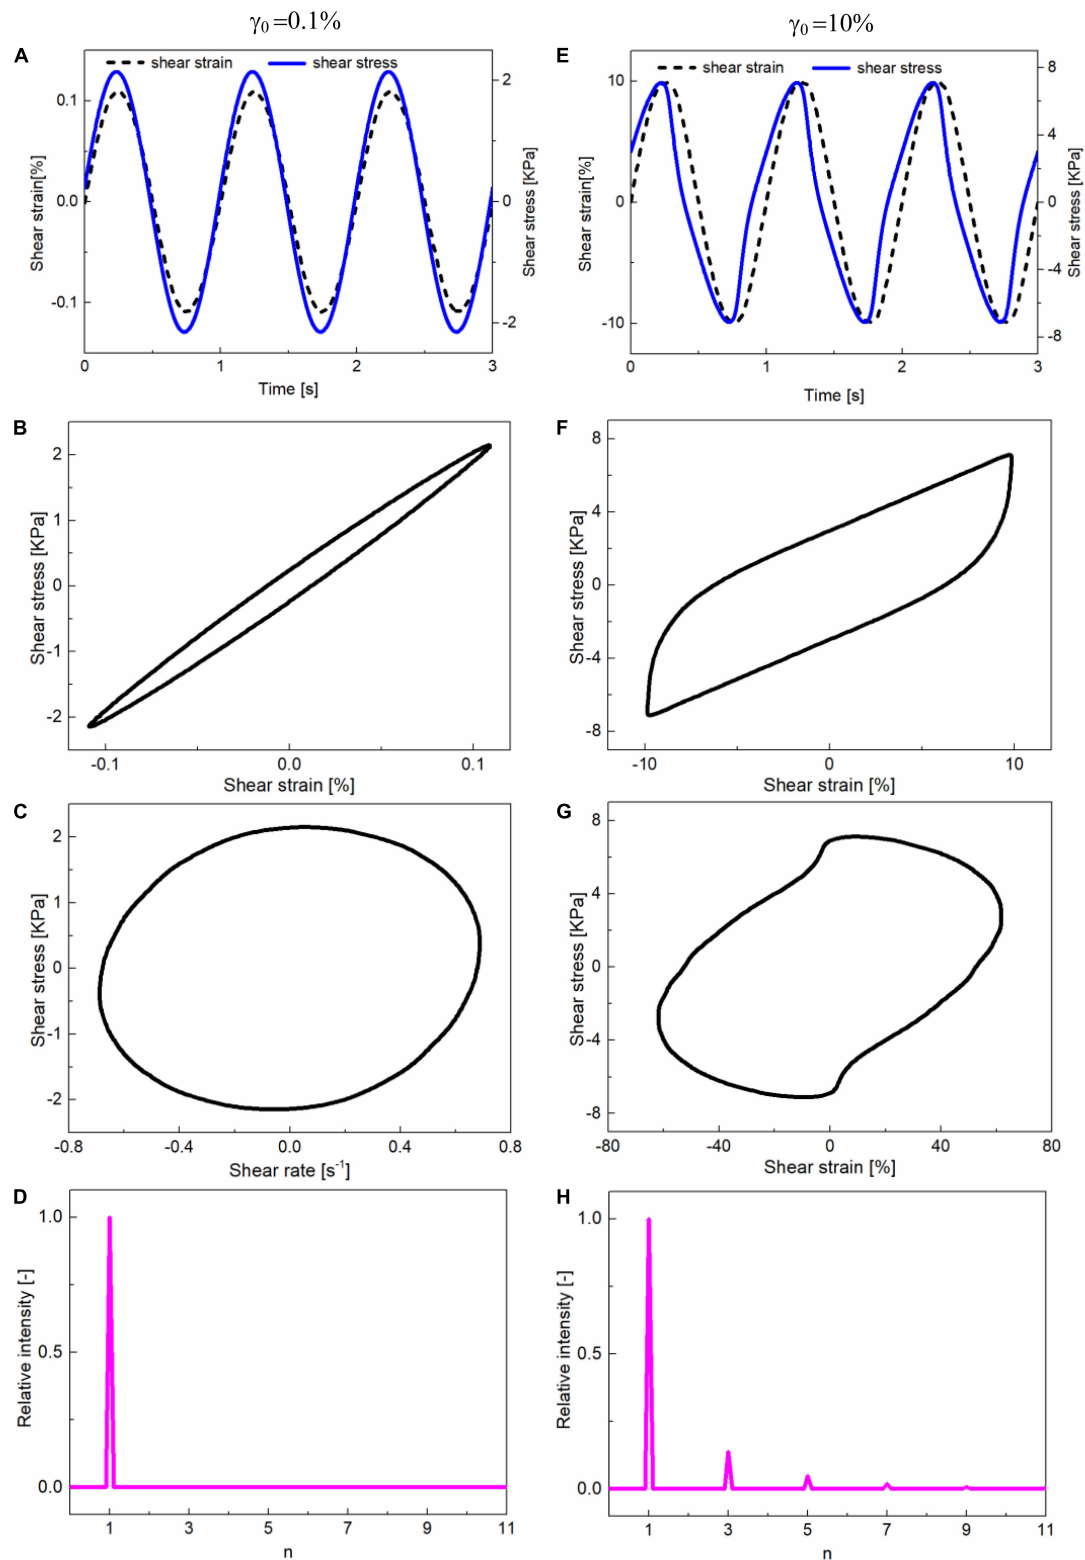 γ₀=0.1%
γ₀=10%
A
shear strain
shear stress
0.1
0.0
-0.1
2
0
-2
Shear strain[%]
Shear stress [KPa]
0 1 2 3
Time [s]
E
shear strain
shear stress
10
0
-10
8
4
0
-4
-8
Shear strain[%]
Shear stress [KPa]
0 1 2 3
Time [s]
B
2
1
0
-1
-2
Shear stress [KPa]
-0.1 0.0 0.1
Shear strain [%]
F
8
4
0
-4
-8
Shear stress [KPa]
-10 0 10
Shear strain [%]
C
2
1
0
-1
-2
Shear stress [KPa]
-0.8 -0.4 0.0 0.4 0.8
Shear rate [s⁻¹]
G
8
4
0
-4
-8
Shear stress [KPa]
-80 -40 0 40 80
Shear strain [%]
D
1.0
0.5
0.0
Relative intensity [-]
1 3 5 7 9 11
n
H
1.0
0.5
0.0
Relative intensity [-]
1 3 5 7 9 11
n